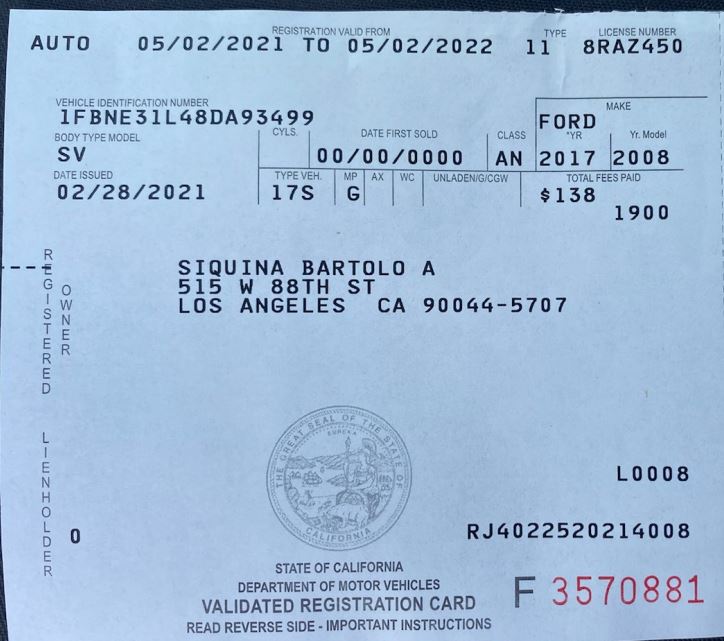 REGISTRATION VALID FROM TYPE LICENSE NUMBER
AUTO 05/02/2021 TO 05/02/2022 11 8RAZ450
VEHICLE IDENTIFICATION NUMBER MAKE
1FBNE31L48DA93499 FORD
BODY TYPE MODEL CYLS. DATE FIRST SOLD CLASS *YR Yr. Model
SV 00/00/0000 AN 2017 2008
DATE ISSUED TYPE VEH. MP AX WC UNLADEN/G/CGW TOTAL FEES PAID
02/28/2021 17S G $138
1900
REGISTERED OWNER
SIQUINA BARTOLO A
515 W 88TH ST
LOS ANGELES CA 90044-5707
LIENHOLDER
THE GREAT SEAL OF THE STATE OF CALIFORNIA
EUREKA
L0008
0
RJ4022520214008
STATE OF CALIFORNIA
DEPARTMENT OF MOTOR VEHICLES
VALIDATED REGISTRATION CARD
F 3570881
READ REVERSE SIDE - IMPORTANT INSTRUCTIONS